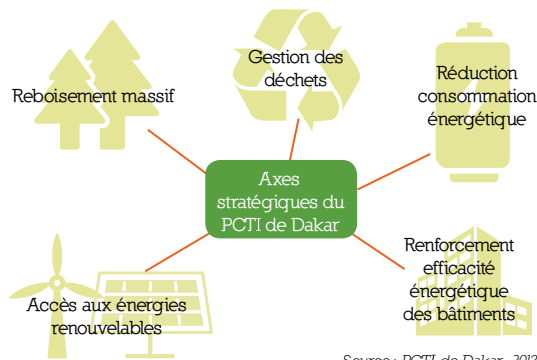 Gestion des
déchets
Reboisement massif
Réduction
consommation
énergétique
Axes
stratégiques du
PCTI de Dakar
Accès aux énergies
renouvelables
Renforcement
efficacité
énergétique
des bâtiments
Source : PCTI de Dakar, 2013